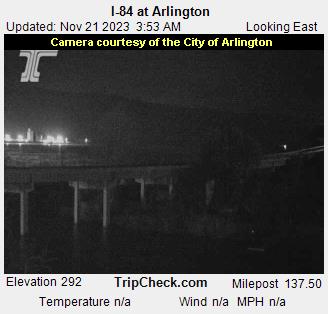 I-84 at Arlington
Updated: Nov 21 2023 3:53 AM Looking East
Camera courtesy of the City of Arlington
Elevation 292 TripCheck.com Milepost 137.50
Temperature n/a Wind n/a MPH n/a